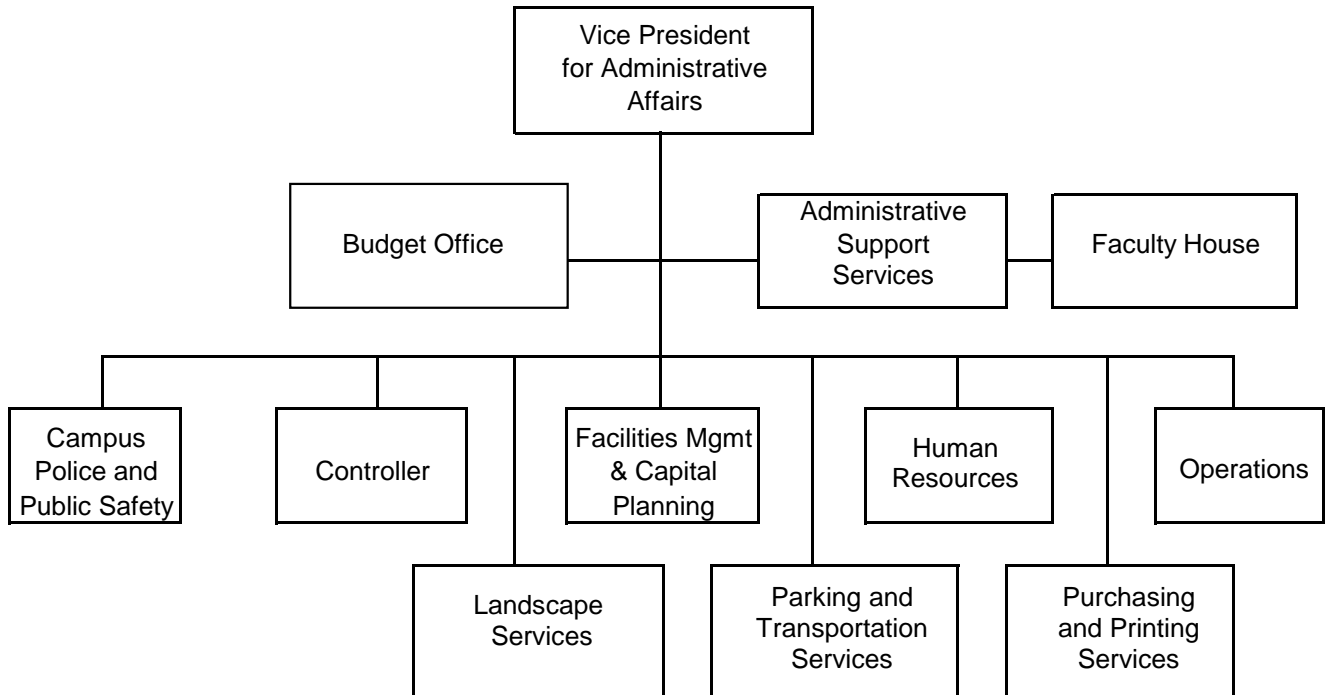 Vice President
for Administrative
Affairs
Budget Office
Administrative
Support
Services
Faculty House
Campus
Police and
Public Safety
Controller
Facilities Mgmt
& Capital
Planning
Human
Resources
Operations
Landscape
Services
Parking and
Transportation
Services
Purchasing
and Printing
Services